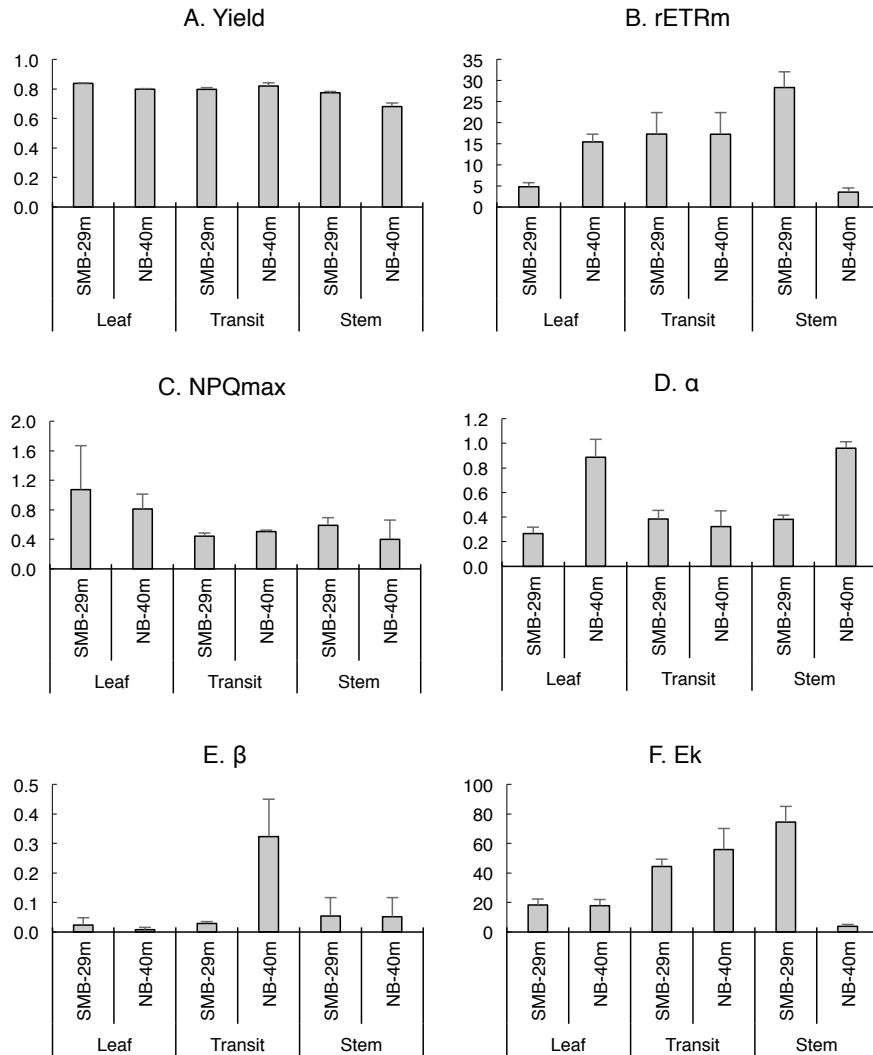 A. Yield
1.0
0.8
0.6
0.4
0.2
0.0
SMB-29m
NB-40m
SMB-29m
NB-40m
SMB-29m
NB-40m
Leaf
Transit
Stem
B. rETRm
35
30
25
20
15
10
5
0
SMB-29m
NB-40m
SMB-29m
NB-40m
SMB-29m
NB-40m
Leaf
Transit
Stem
C. NPQmax
2.0
1.6
1.2
0.8
0.4
0.0
SMB-29m
NB-40m
SMB-29m
NB-40m
SMB-29m
NB-40m
Leaf
Transit
Stem
D. α
1.2
1.0
0.8
0.6
0.4
0.2
0.0
SMB-29m
NB-40m
SMB-29m
NB-40m
SMB-29m
NB-40m
Leaf
Transit
Stem
E. β
0.5
0.4
0.3
0.2
0.1
0.0
SMB-29m
NB-40m
SMB-29m
NB-40m
SMB-29m
NB-40m
Leaf
Transit
Stem
F. Ek
100
80
60
40
20
0
SMB-29m
NB-40m
SMB-29m
NB-40m
SMB-29m
NB-40m
Leaf
Transit
Stem